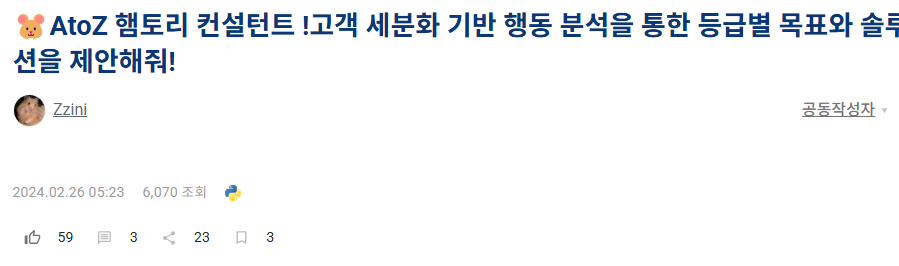 AtoZ 햄토리 컨설턴트 !고객 세분화 기반 행동 분석을 통한 등급별 목표와 솔루
션을 제안해줘!
Zzini
공동작성자
2024.02.26 05:23 6,070 조회
59 3 23 3